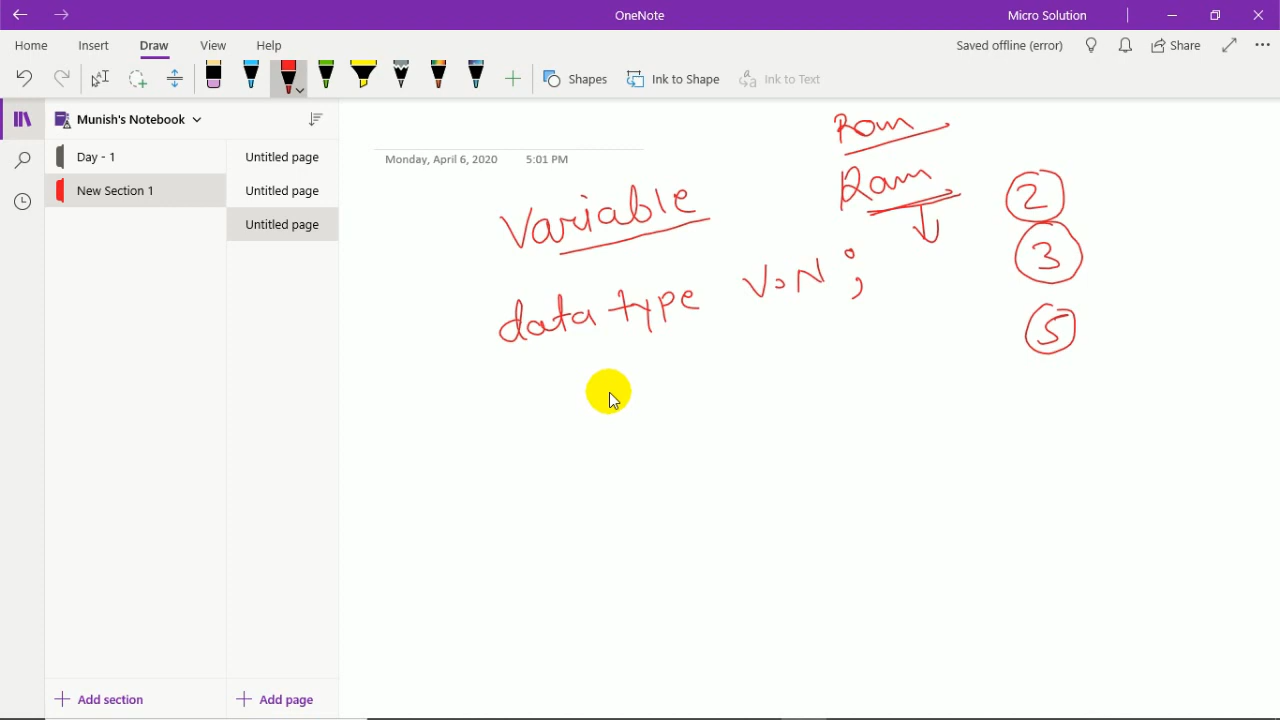 OneNote
Micro Solution
Home Insert Draw View Help
Saved offline (error) Share
Shapes Ink to Shape Ink to Text
Munish's Notebook
Day - 1
New Section 1
Untitled page
Untitled page
Untitled page
Monday, April 6, 2020 5:01 PM
Rom
Ram
Variable
data type V.N ;
2
3
5
Add section
Add page